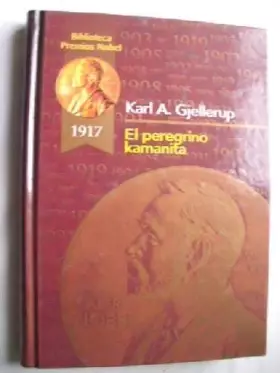 Biblioteca
Premios Nobel
1917
Karl A. Gjellerup
El peregrino
kamanita